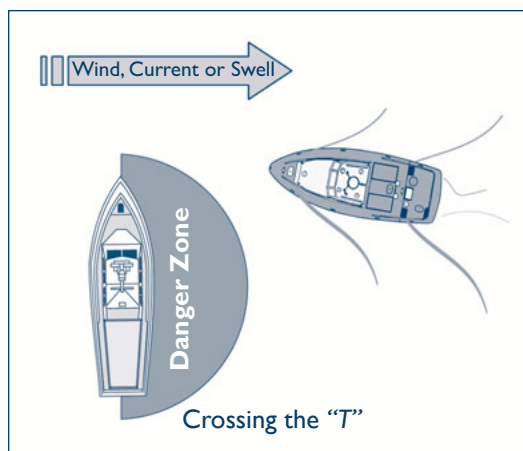 Wind, Current or Swell
Danger Zone
Crossing the “T”